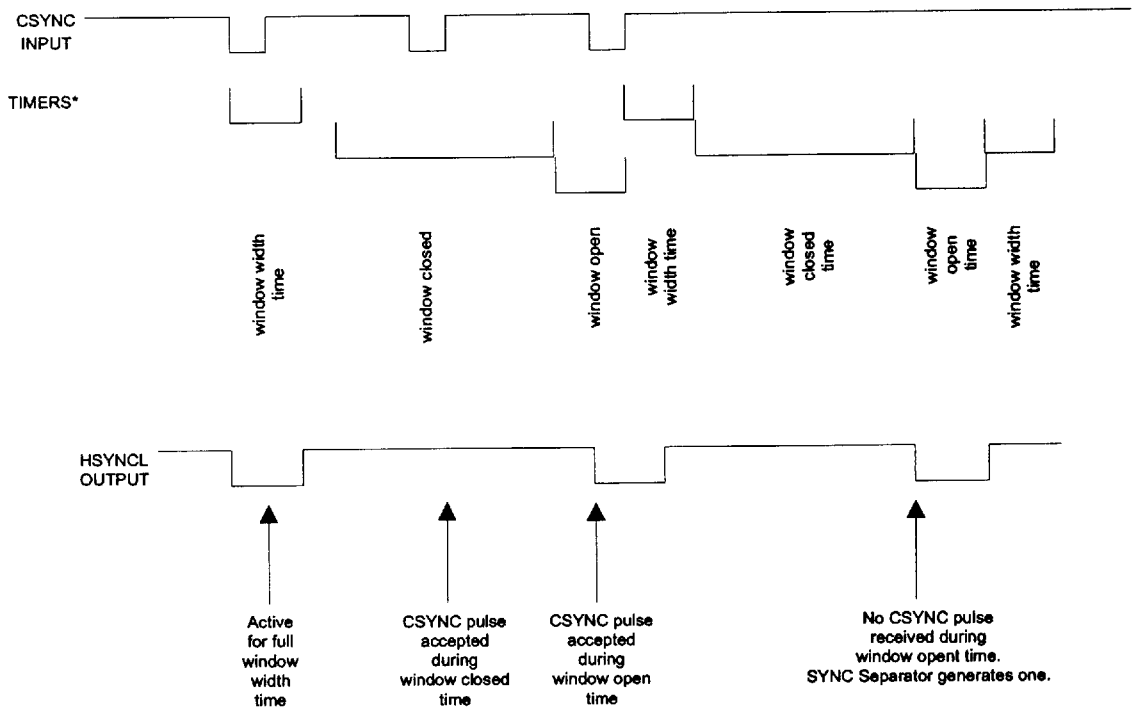 CSYNC
INPUT
TIMERS*
window width
time
window closed
window open
window
width time
window
closed
time
window
open
time
window width
time
HSYNCL
OUTPUT
Active
for full
window
width
time
CSYNC pulse
accepted
during
window closed
time
CSYNC pulse
accepted
during
window open
time
No CSYNC pulse
received during
window opent time.
SYNC Separator generates one.